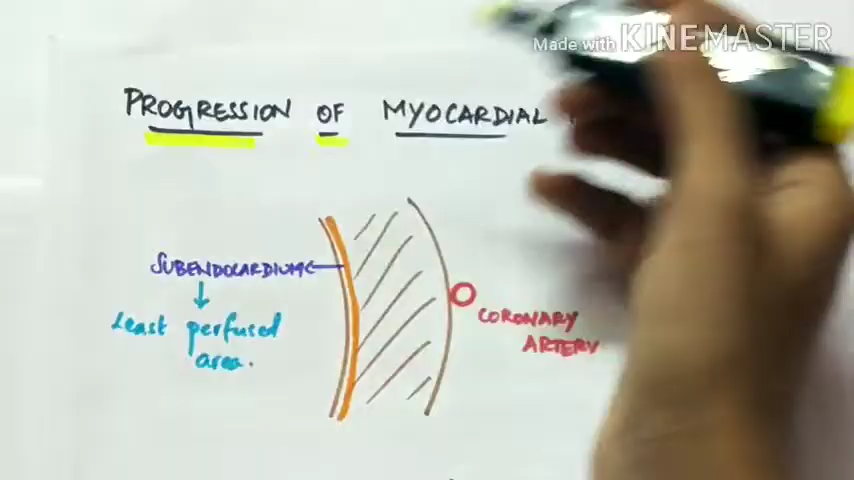 Made with KINEMASTER
PROGRESSION OF MYOCARDIAL
SUBENDOCARDIUM
Least perfused
area.
CORONARY
ARTERY